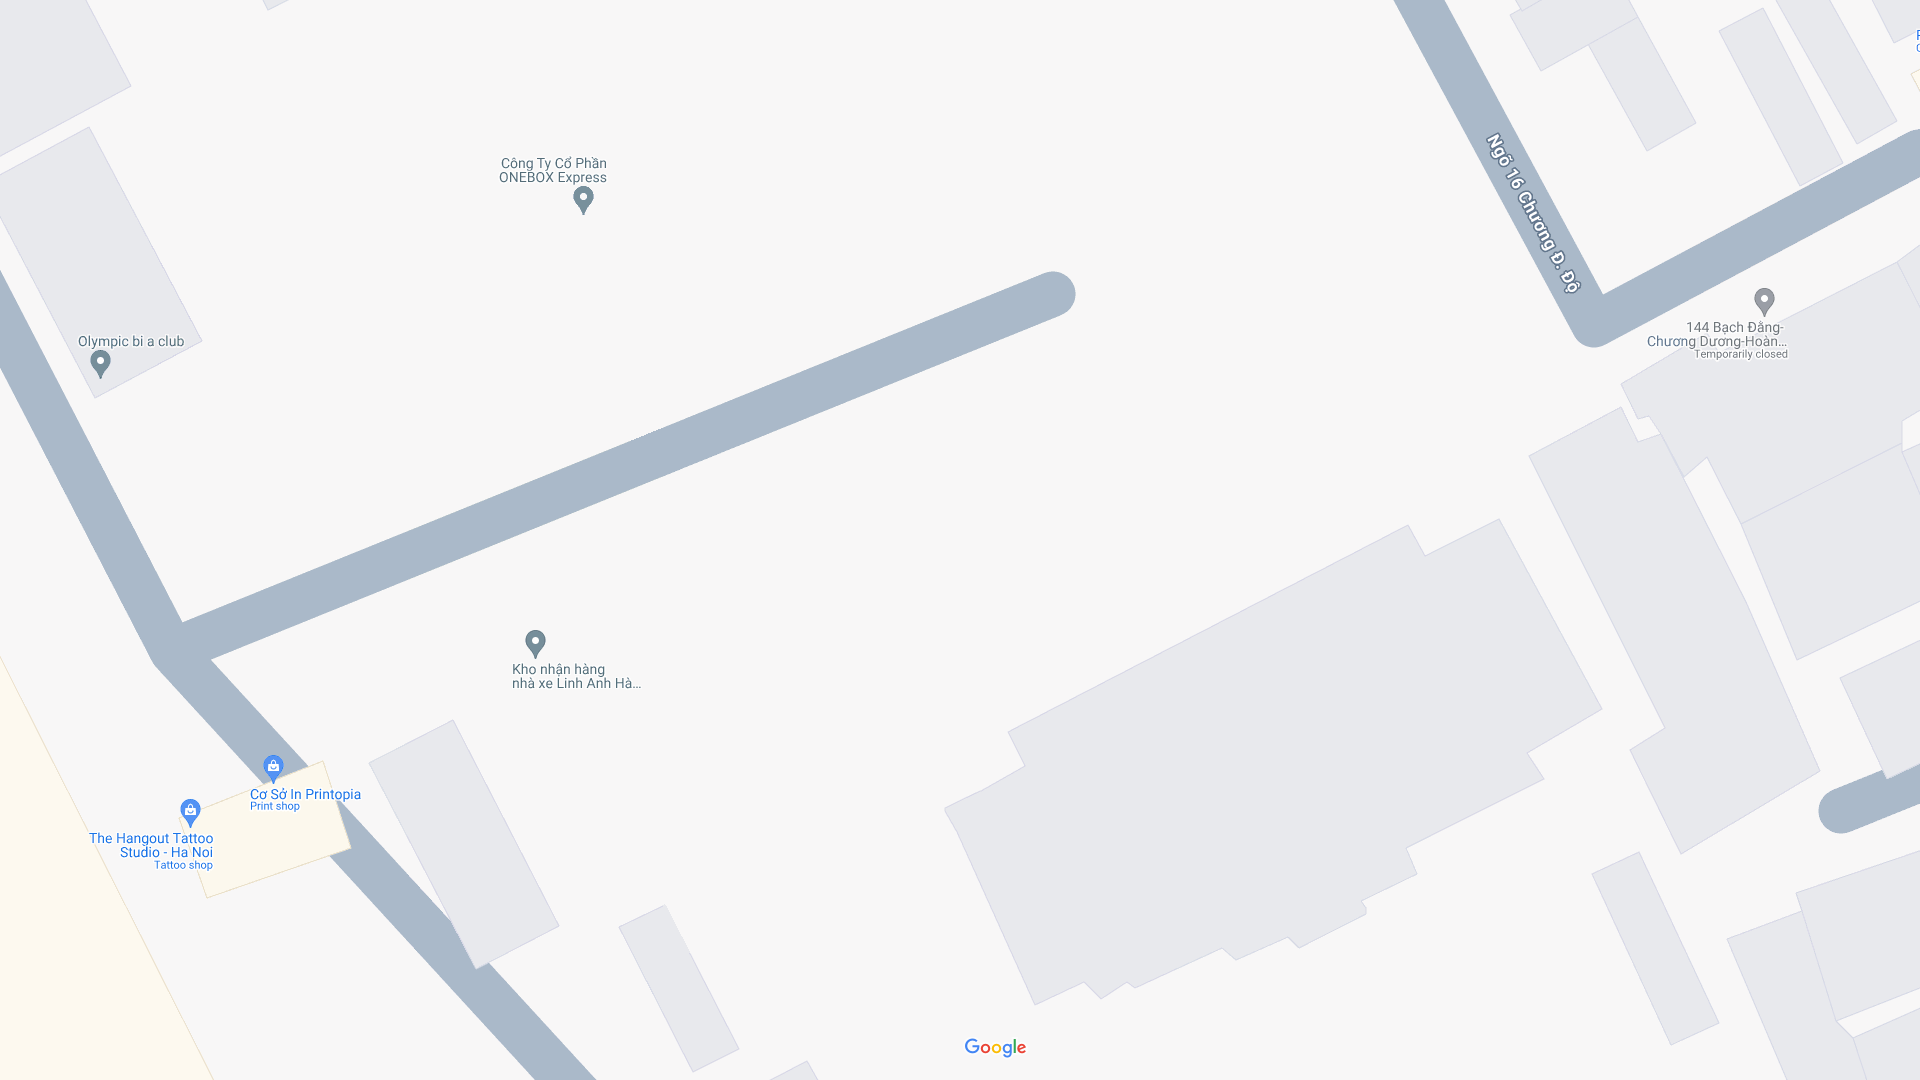 Công Ty Cổ Phần
ONEBOX Express
Ngõ 16 Chương D. Độ
144 Bạch Đằng-
Chương Dương-Hoàn...
Temporarily closed
Olympic bi a club
Kho nhận hàng
nhà xe Linh Anh Hà...
Cơ Sở In Printopia
Print shop
The Hangout Tattoo
Studio - Ha Noi
Tattoo shop
Google